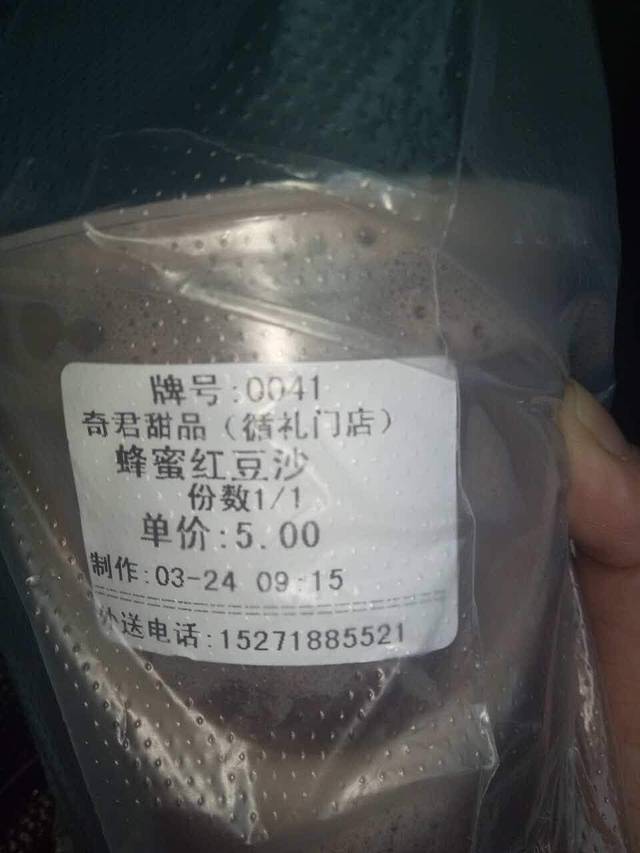 牌号:0041
奇君甜品（循礼门店）
蜂蜜红豆沙
份数1/1
单价:5.00
制作:03-24 09:15
外送电话:15271885521